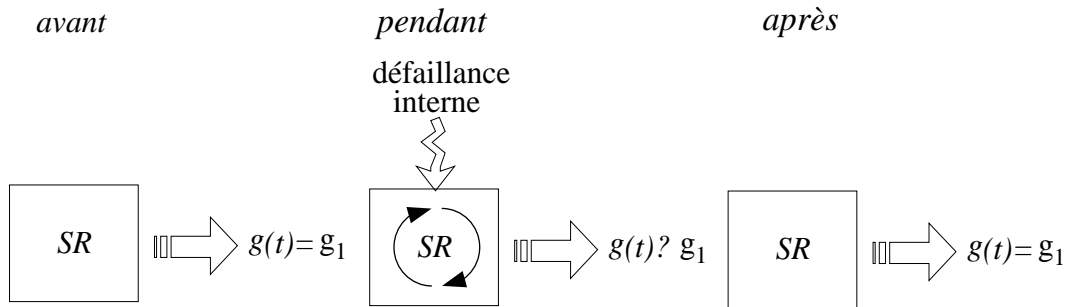 avant
pendant
après
défaillance
interne
SR
g(t)= g1
SR
g(t)? g1
SR
g(t)= g1